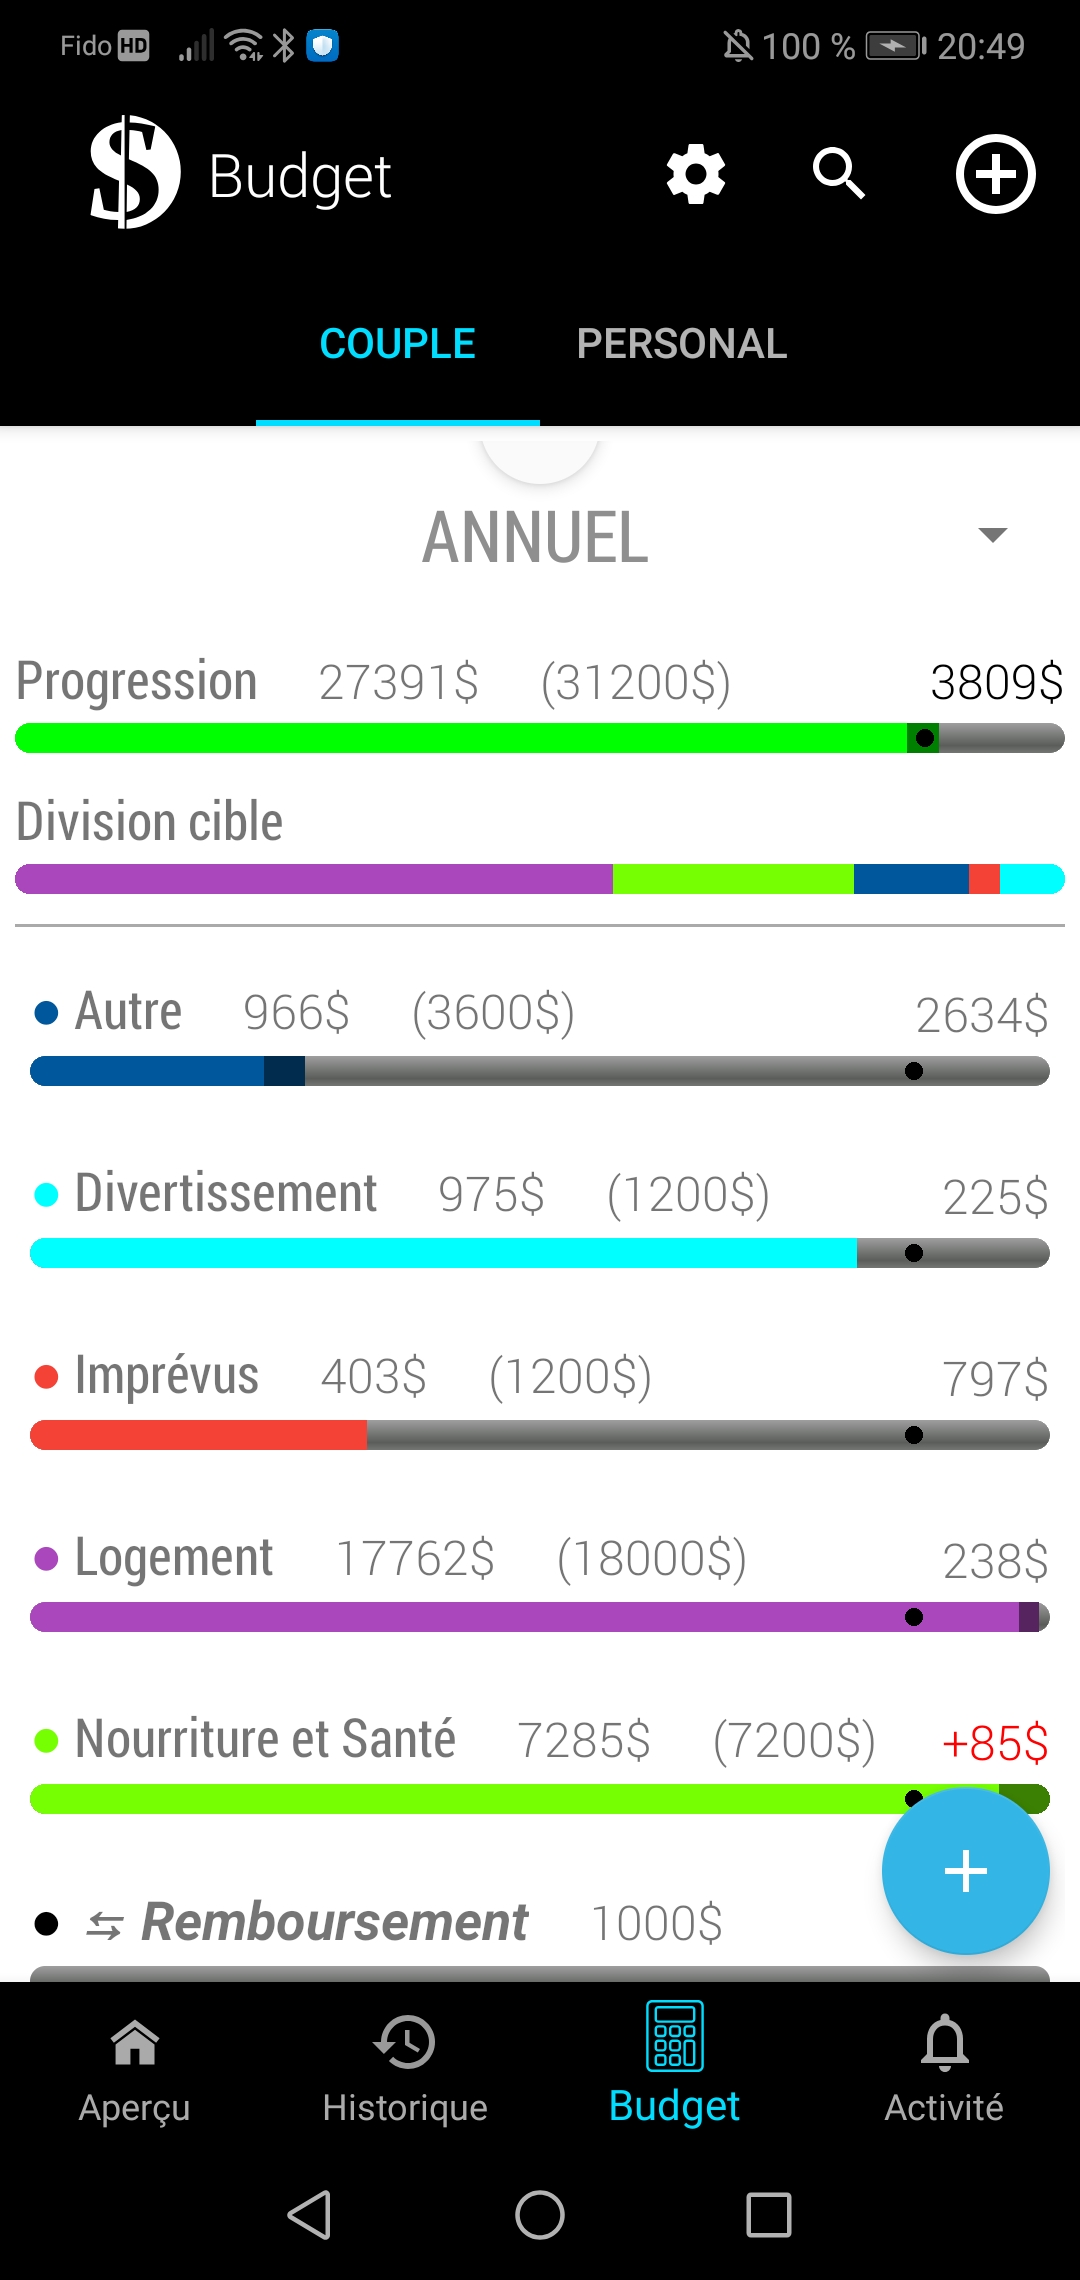 Fido HD 100 % 20:49
Budget
COUPLE PERSONAL
ANNUEL
Progression 27391$ (31200$) 3809$
Division cible
Autre 966$ (3600$) 2634$
Divertissement 975$ (1200$) 225$
Imprévus 403$ (1200$) 797$
Logement 17762$ (18000$) 238$
Nourriture et Santé 7285$ (7200$) +85$
Remboursement 1000$
Aperçu Historique Budget Activité